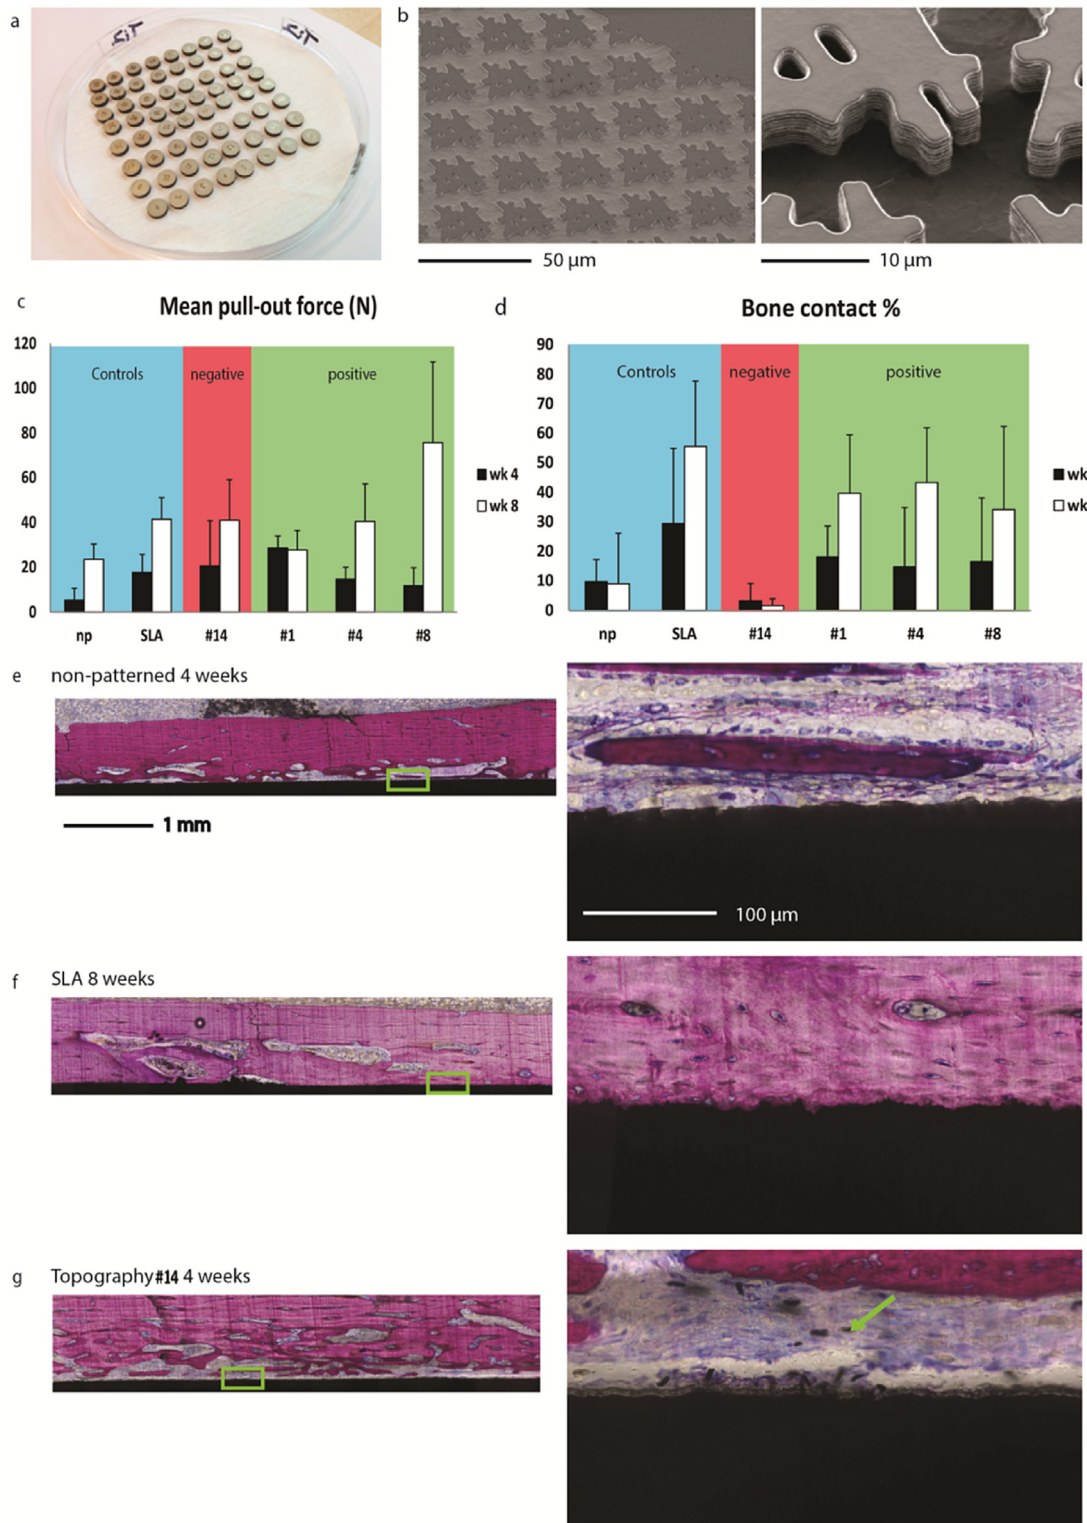 a
b
50 µm
10 µm
c
Mean pull-out force (N)
120
100
80
60
40
20
0
Controls
negative
positive
wk 4
wk 8
np
SLA
#14
#1
#4
#8
d
Bone contact %
90
80
70
60
50
40
30
20
10
0
Controls
negative
positive
wk
wk
np
SLA
#14
#1
#4
#8
e
non-patterned 4 weeks
1 mm
100 µm
f
SLA 8 weeks
g
Topography#14 4 weeks